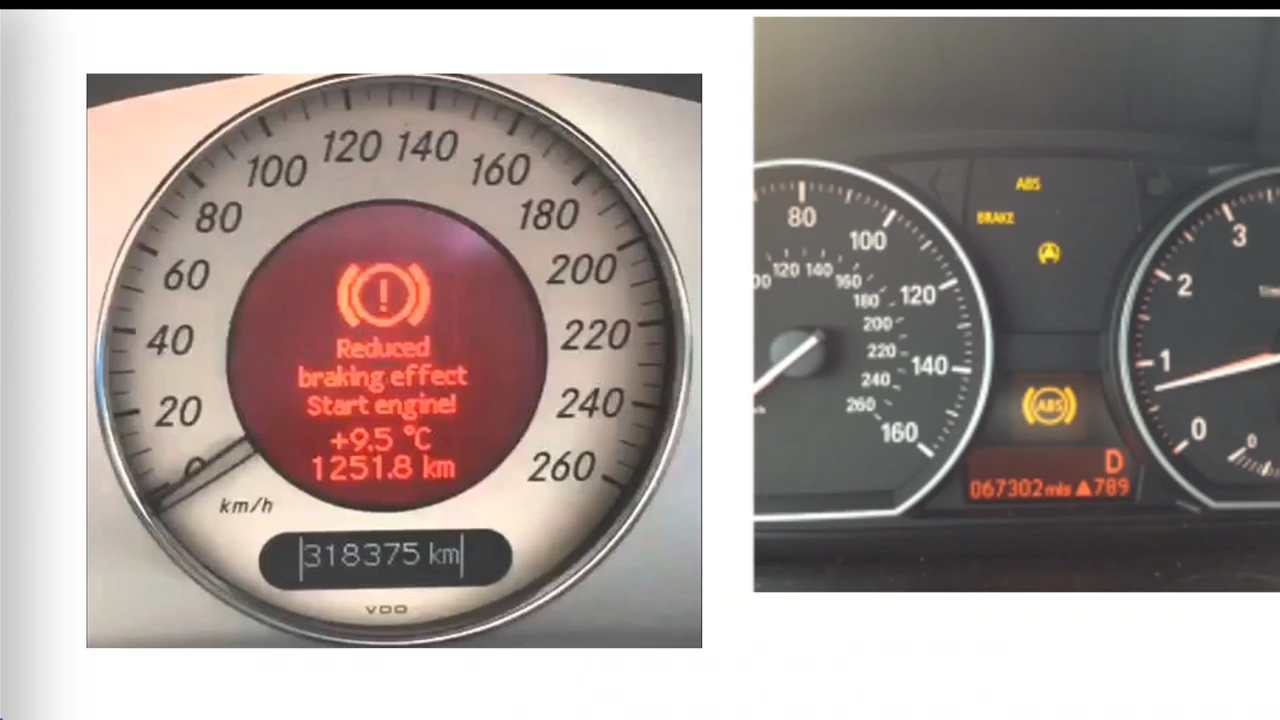 120 140
100 160
80 180
60 200
40 220
20 240
0 260
Reduced
braking effect
Start engine!
+9.5 °C
1251.8 km
km/h
318375 km
VDO
ABS
BRAKE
A
80
100
120
140
160
120 140
160
180
200
220
240
260
ABS
D
067302mls ▲789
3
2
1
0
0